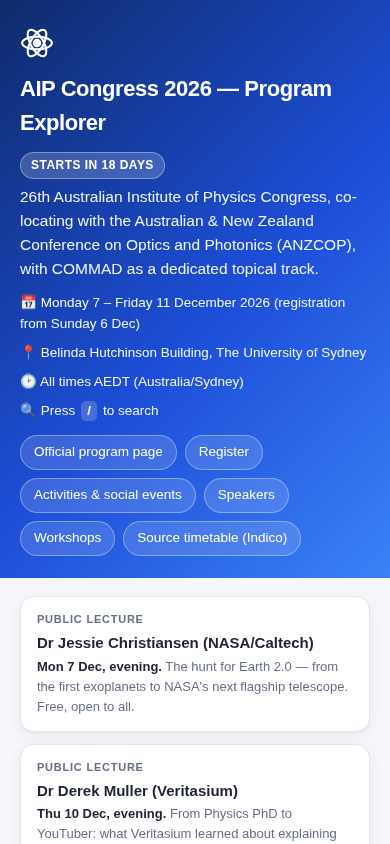 AIP Congress 2026 — Program
Explorer
STARTS IN 18 DAYS
26th Australian Institute of Physics Congress, co-
locating with the Australian & New Zealand
Conference on Optics and Photonics (ANZCOP),
with COMMAD as a dedicated topical track.
📅 Monday 7 – Friday 11 December 2026 (registration
from Sunday 6 Dec)
📍 Belinda Hutchinson Building, The University of Sydney
🕑 All times AEDT (Australia/Sydney)
🔍 Press / to search
Official program page Register
Activities & social events Speakers
Workshops Source timetable (Indico)
PUBLIC LECTURE
Dr Jessie Christiansen (NASA/Caltech)
Mon 7 Dec, evening. The hunt for Earth 2.0 — from
the first exoplanets to NASA's next flagship telescope.
Free, open to all.
PUBLIC LECTURE
Dr Derek Muller (Veritasium)
Thu 10 Dec, evening. From Physics PhD to
YouTuber: what Veritasium learned about explaining